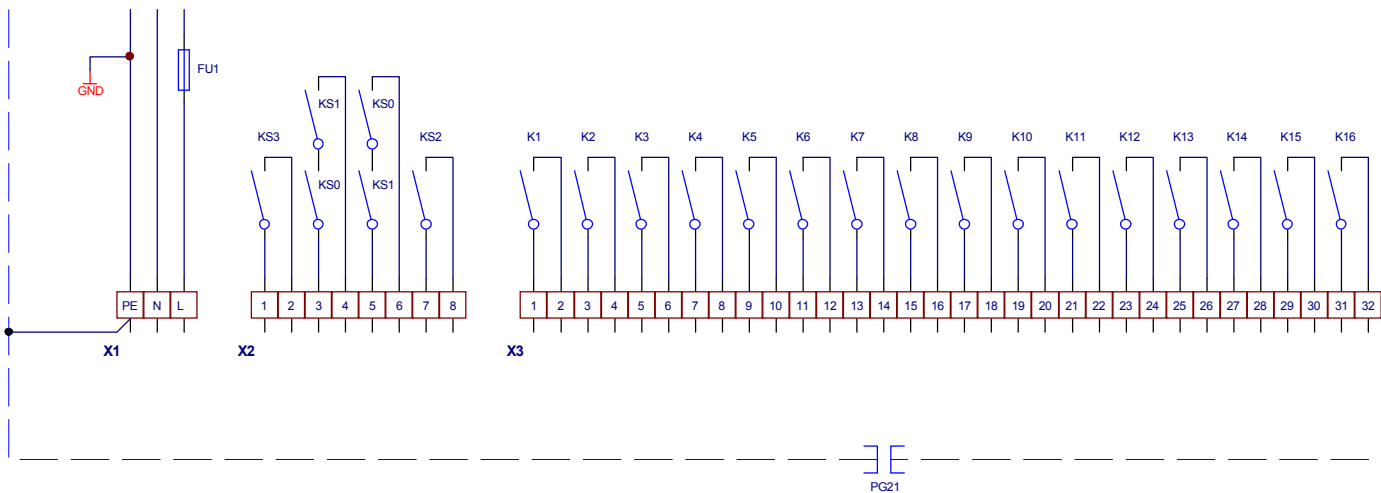 FU1
GND
KS1 KS0
KS3 KS2 K1 K2 K3 K4 K5 K6 K7 K8 K9 K10 K11 K12 K13 K14 K15 K16
KS0 KS1
PE N L 1 2 3 4 5 6 7 8 1 2 3 4 5 6 7 8 9 10 11 12 13 14 15 16 17 18 19 20 21 22 23 24 25 26 27 28 29 30 31 32
X1 X2 X3
PG21